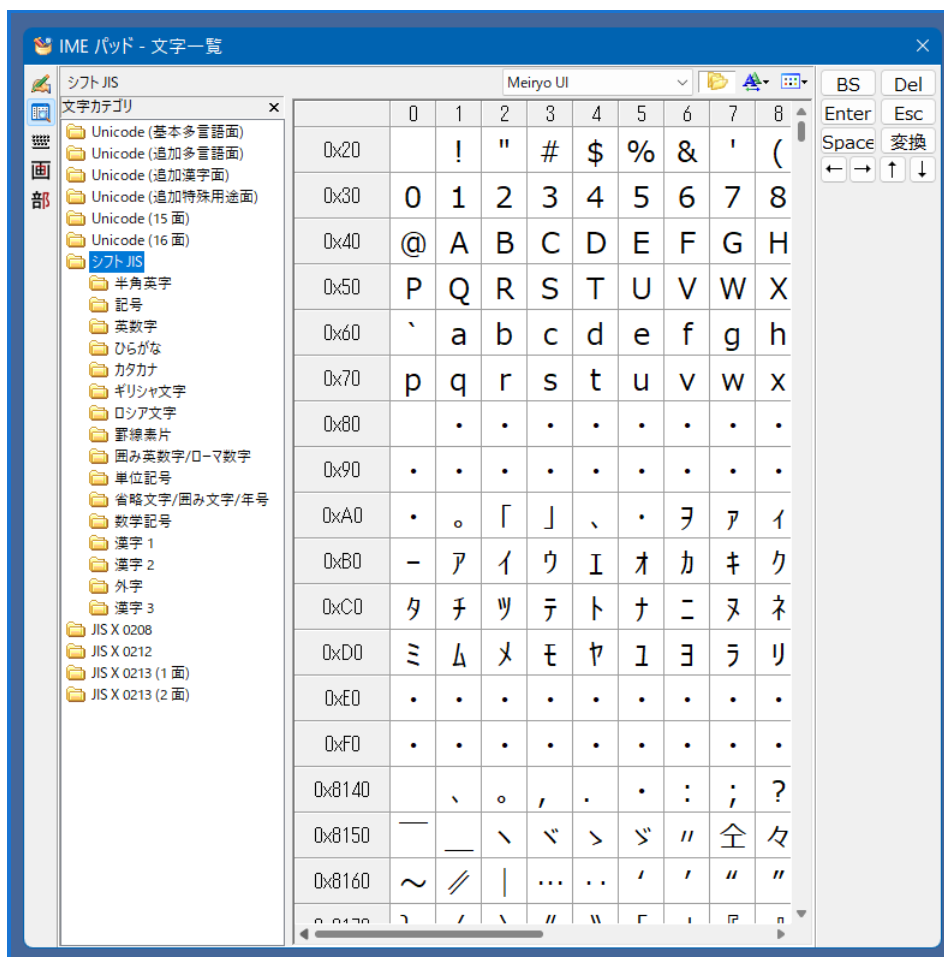 IME パッド - 文字一覧
シフト JIS
Meiryo UI
BS Del
文字カテゴリ
Enter Esc
Space 変換
← → ↑ ↓
画
部
Unicode (基本多言語面)
Unicode (追加多言語面)
Unicode (追加漢字面)
Unicode (追加特殊用途面)
Unicode (15 面)
Unicode (16 面)
シフト JIS
半角英字
記号
英数字
ひらがな
カタカナ
ギリシャ文字
ロシア文字
罫線素片
囲み英数字/ローマ数字
単位記号
省略文字/囲み文字/年号
数学記号
漢字 1
漢字 2
外字
漢字 3
JIS X 0208
JIS X 0212
JIS X 0213 (1 面)
JIS X 0213 (2 面)
0 1 2 3 4 5 6 7 8
0x20 ! " # $ % & ' (
0x30 0 1 2 3 4 5 6 7 8
0x40 @ A B C D E F G H
0x50 P Q R S T U V W X
0x60 ` a b c d e f g h
0x70 p q r s t u v w x
0x80 ・ ・ ・ ・ ・ ・ ・ ・
0x90 ・ ・ ・ ・ ・ ・ ・ ・ ・
0xA0 ・ 。 「 」 、 ・ ヲ ァ ィ
0xB0 ー ア イ ウ エ オ カ キ ク
0xC0 タ チ ツ テ ト ナ ニ ヌ ネ
0xD0 ミ ム メ モ ヤ ユ ヨ ラ リ
0xE0 ・ ・ ・ ・ ・ ・ ・ ・ ・
0xF0 ・ ・ ・ ・ ・ ・ ・ ・ ・
0x8140 、 。 , . ・ : ; ?
0x8150 ￣ ＿ ヽ ヾ ゝ ゞ 〃 仝 々
0x8160 ～ ∥ ｜ … ‥ ‘ ’ “ ”